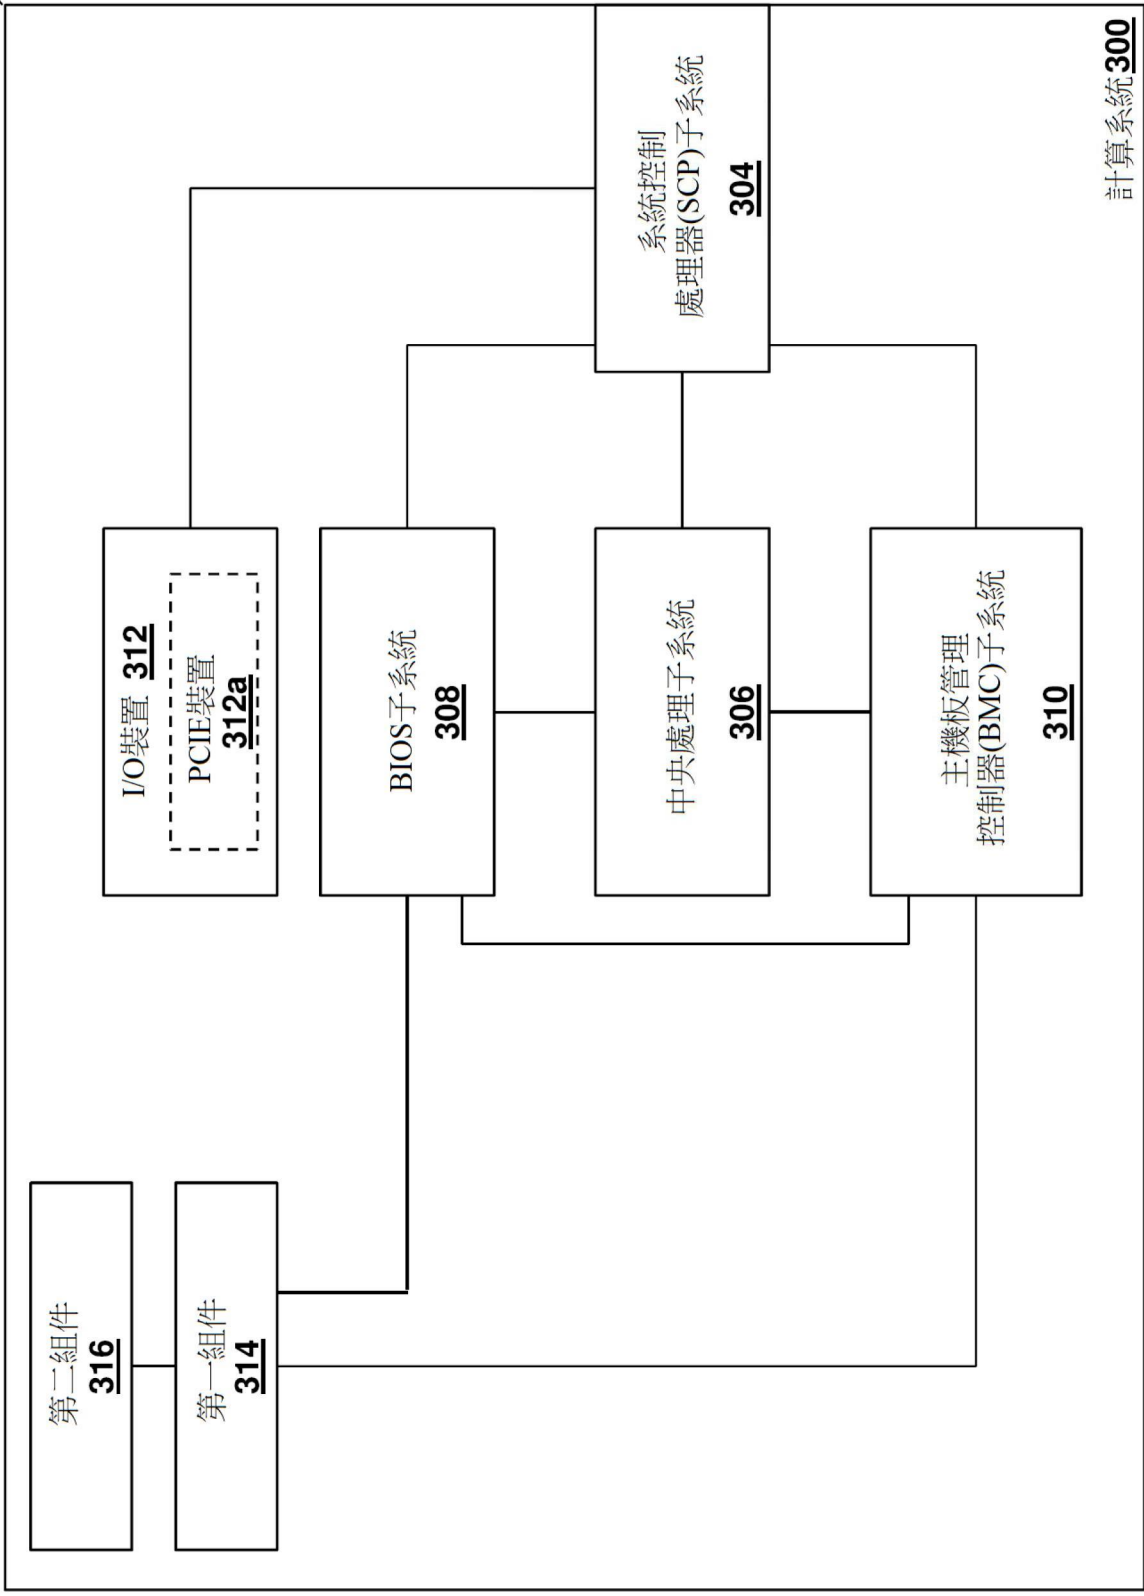 計算系統300
系統控制
處理器(SCP)子系統
304
I/O裝置 312
PCIE裝置
312a
BIOS子系統
308
中央處理子系統
306
主機板管理
控制器(BMC)子系統
310
第二組件
316
第一組件
314